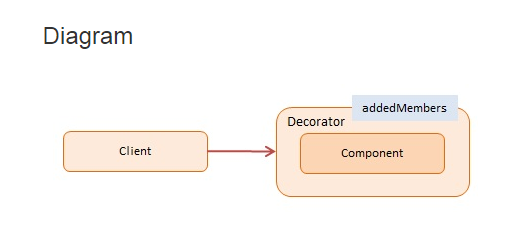 Diagram
addedMembers
Decorator
Client
Component